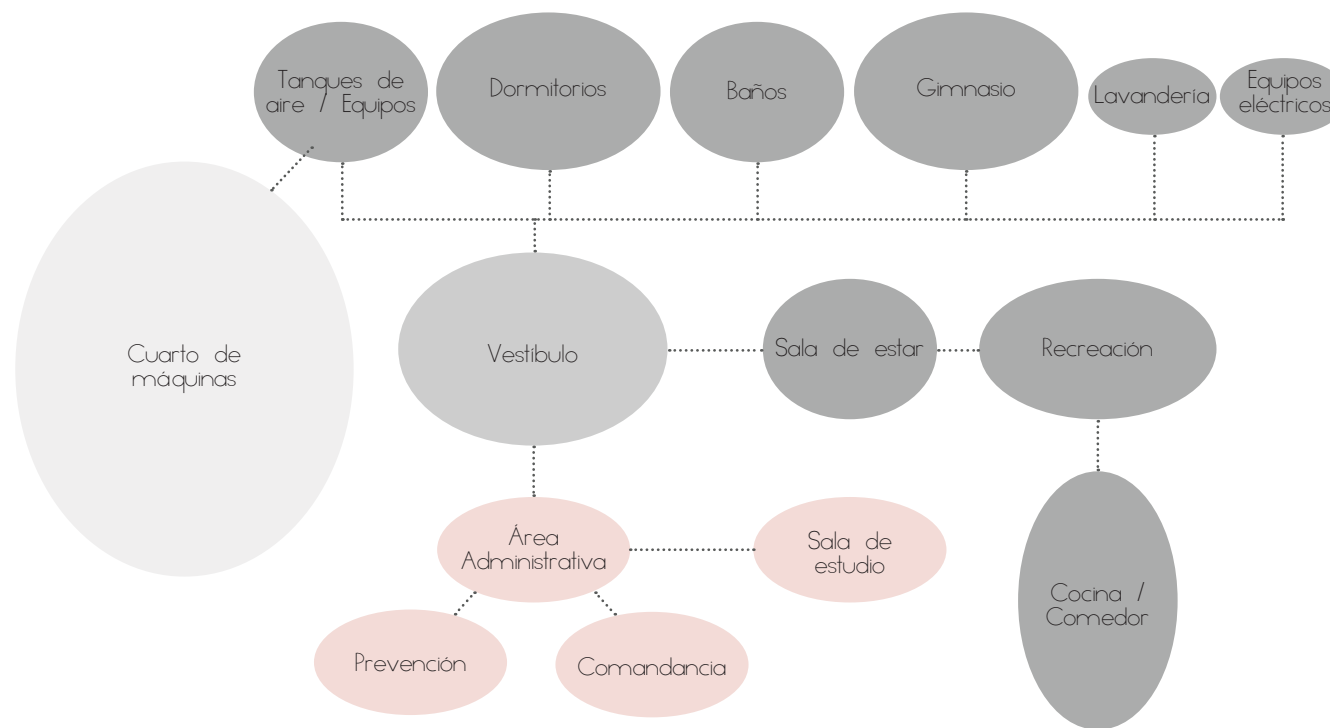 Tanques de
aire / Equipos
Dormitorios
Baños
Gimnasio
Lavandería
Equipos
eléctricos
Cuarto de
máquinas
Vestíbulo
Sala de estar
Recreación
Área
Administrativa
Sala de
estudio
Cocina /
Comedor
Prevención
Comandancia